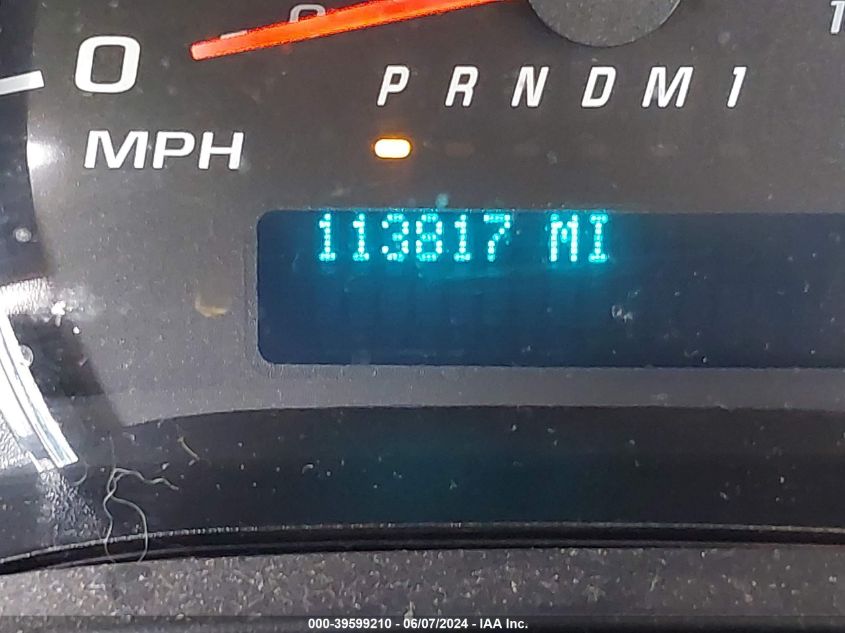 0
PRNDM1
MPH
113817 MI
000-39599210 - 06/07/2024 - IAA Inc.